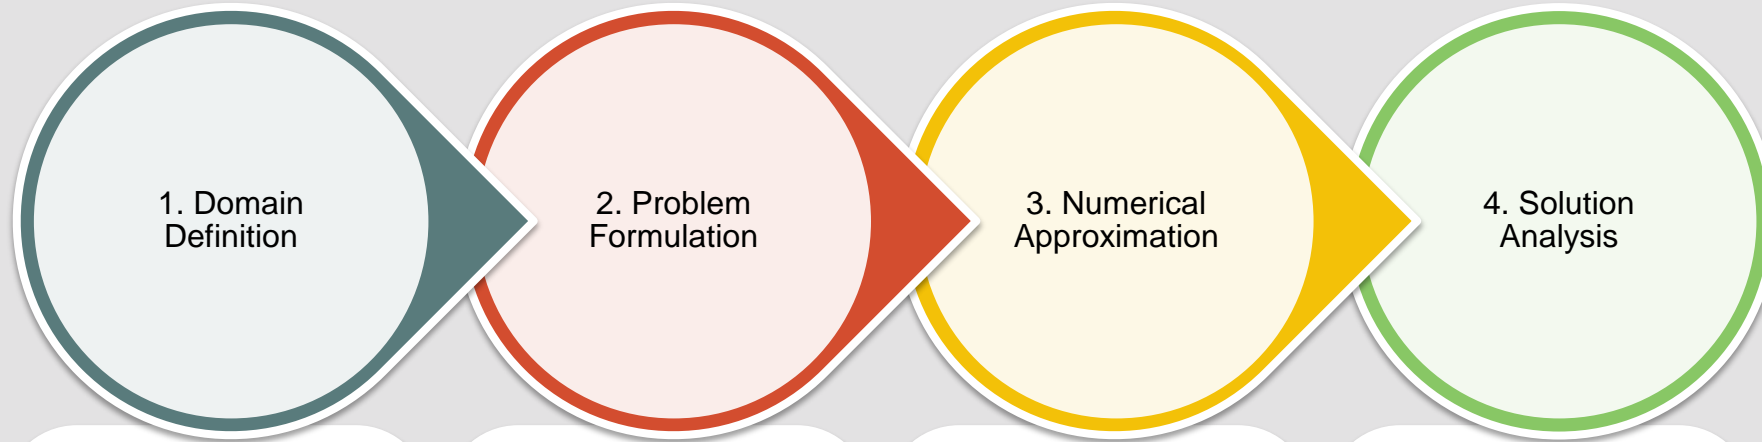 1. Domain
Definition
2. Problem
Formulation
3. Numerical
Approximation
4. Solution
Analysis